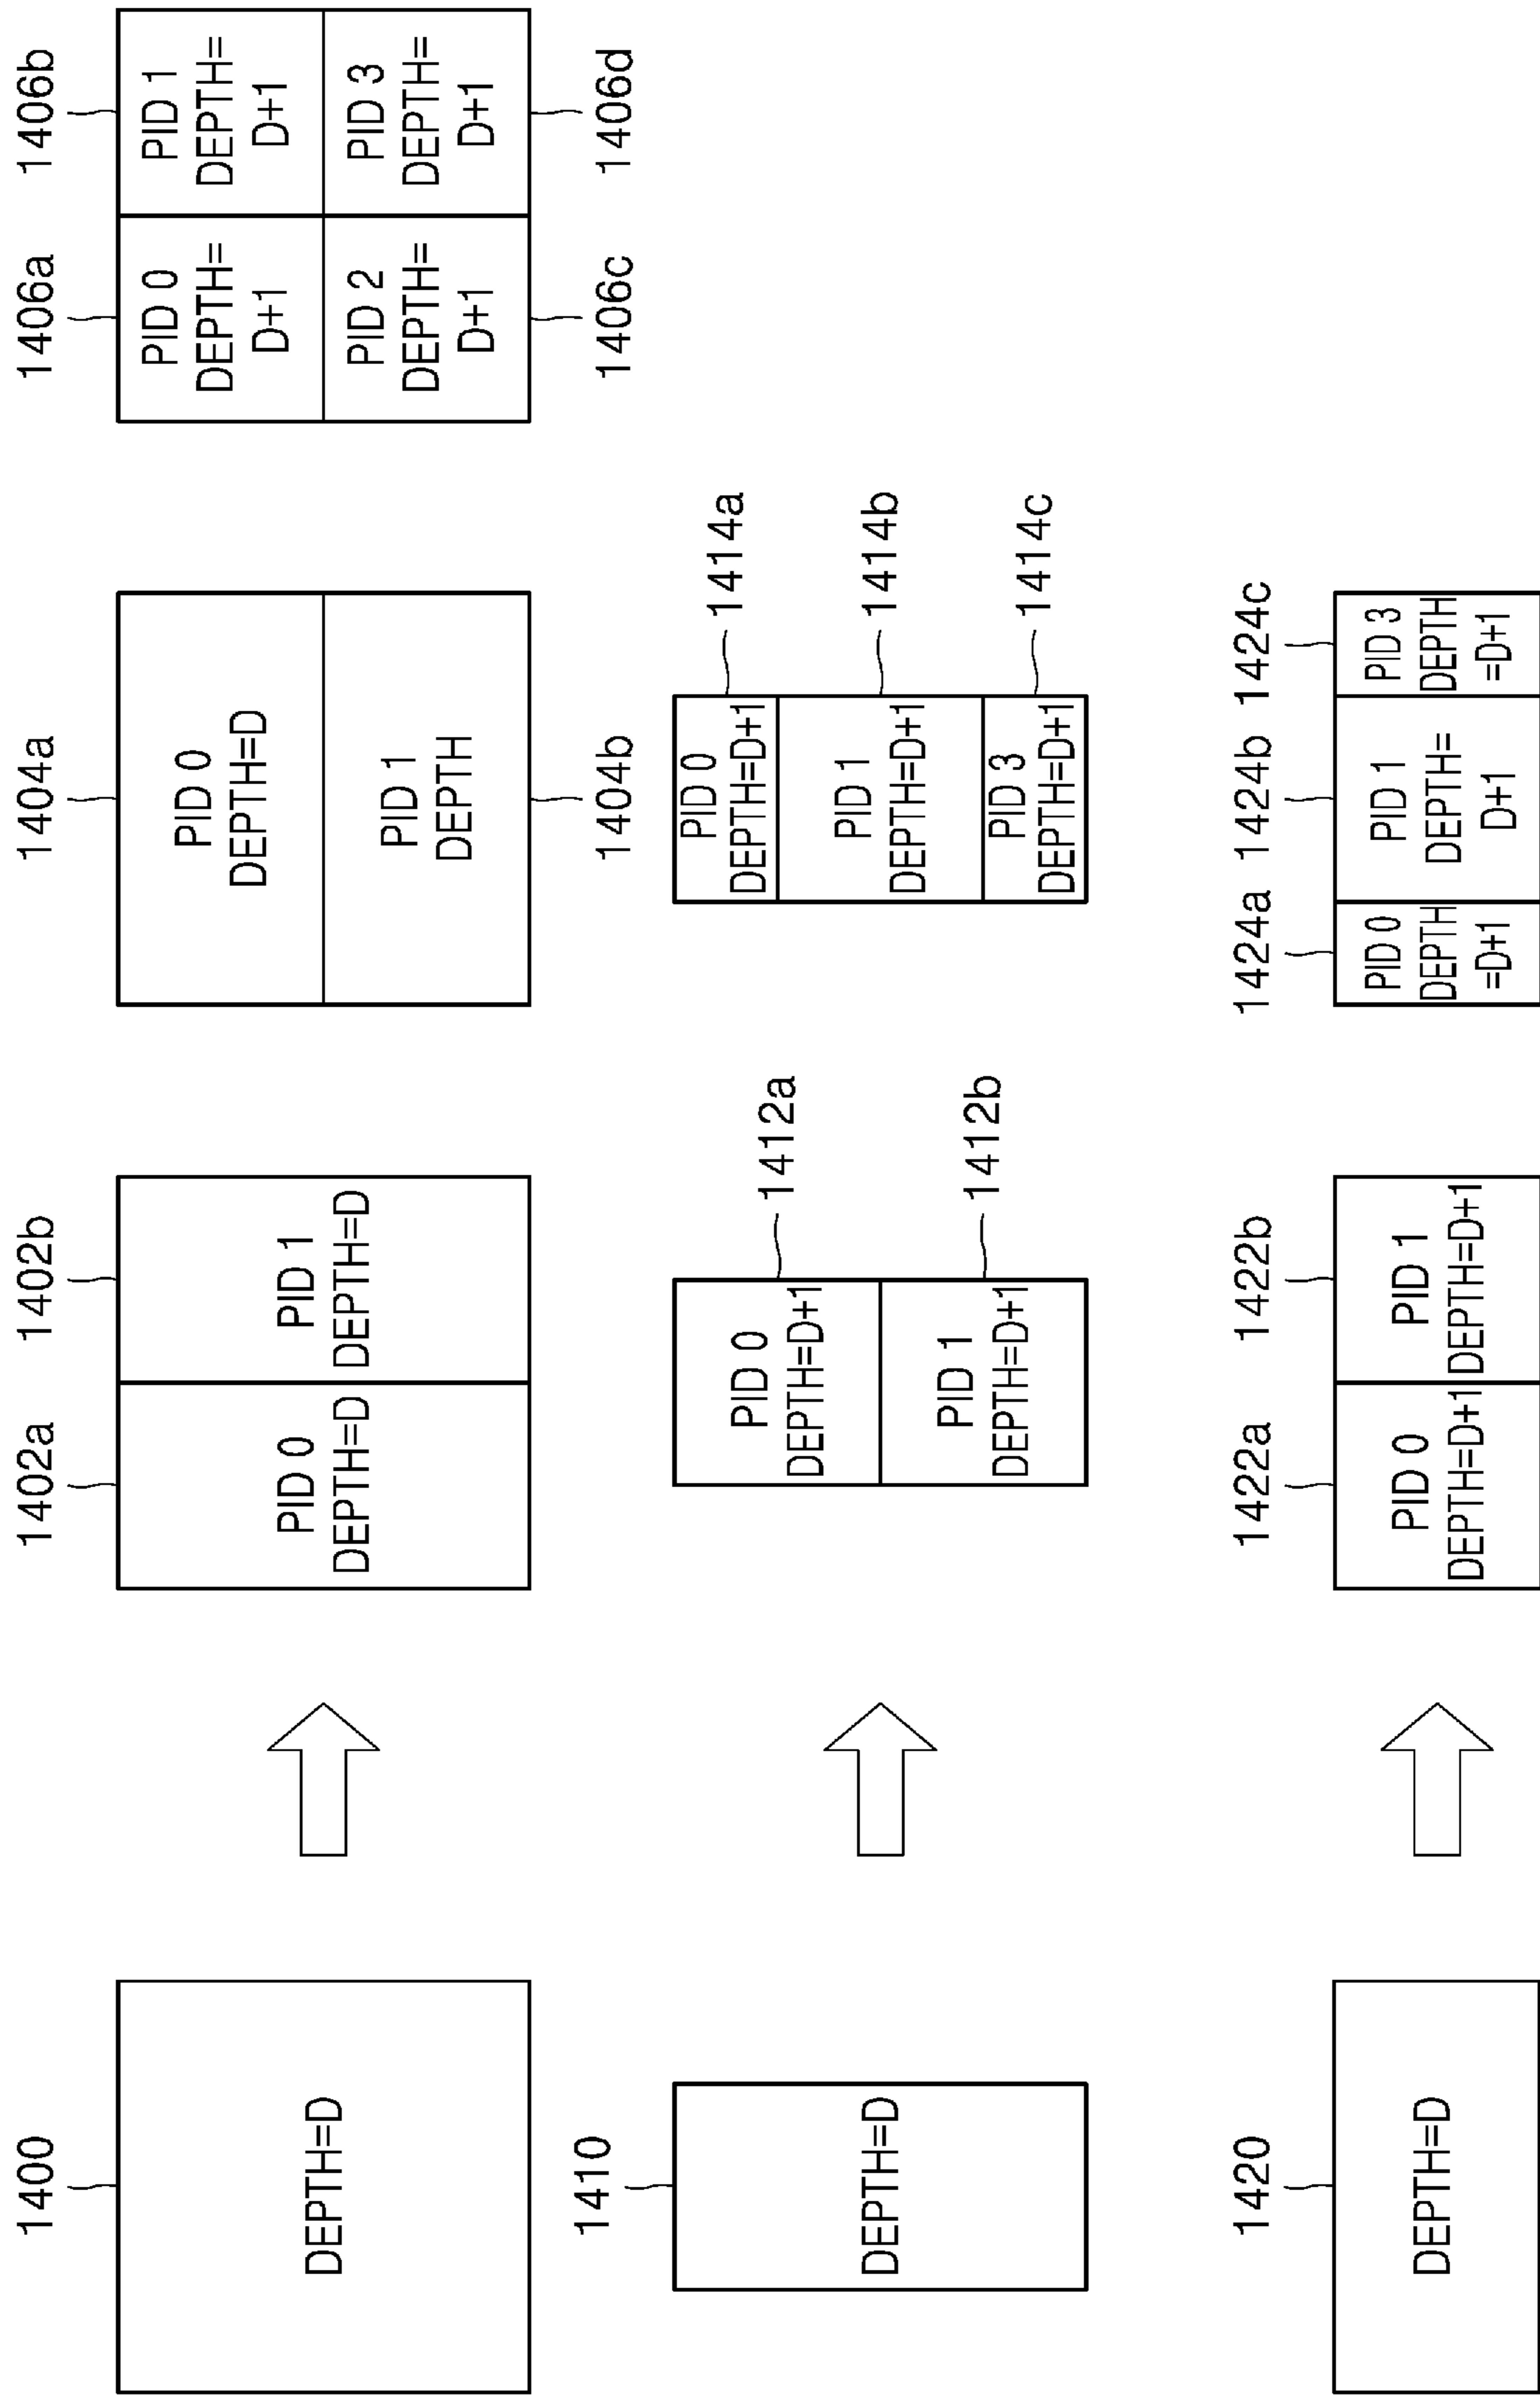 1400
DEPTH=D
1402a
1402b
PID 0
DEPTH=D
PID 1
DEPTH=D
1404a
PID 0
DEPTH=D
PID 1
DEPTH
1404b
1406a
1406b
PID 0
DEPTH=
D+1
PID 1
DEPTH=
D+1
PID 2
DEPTH=
D+1
PID 3
DEPTH=
D+1
1406c
1406d
1410
DEPTH=D
PID 0
DEPTH=D+1
1412a
PID 1
DEPTH=D+1
1412b
PID 0
DEPTH=D+1
1414a
PID 1
DEPTH=D+1
1414b
PID 3
DEPTH=D+1
1414c
1420
DEPTH=D
1422a
1422b
PID 0
DEPTH=D+1
PID 1
DEPTH=D+1
1424a
1424b
1424c
PID 0
DEPTH
=D+1
PID 1
DEPTH=
D+1
PID 3
DEPTH
=D+1